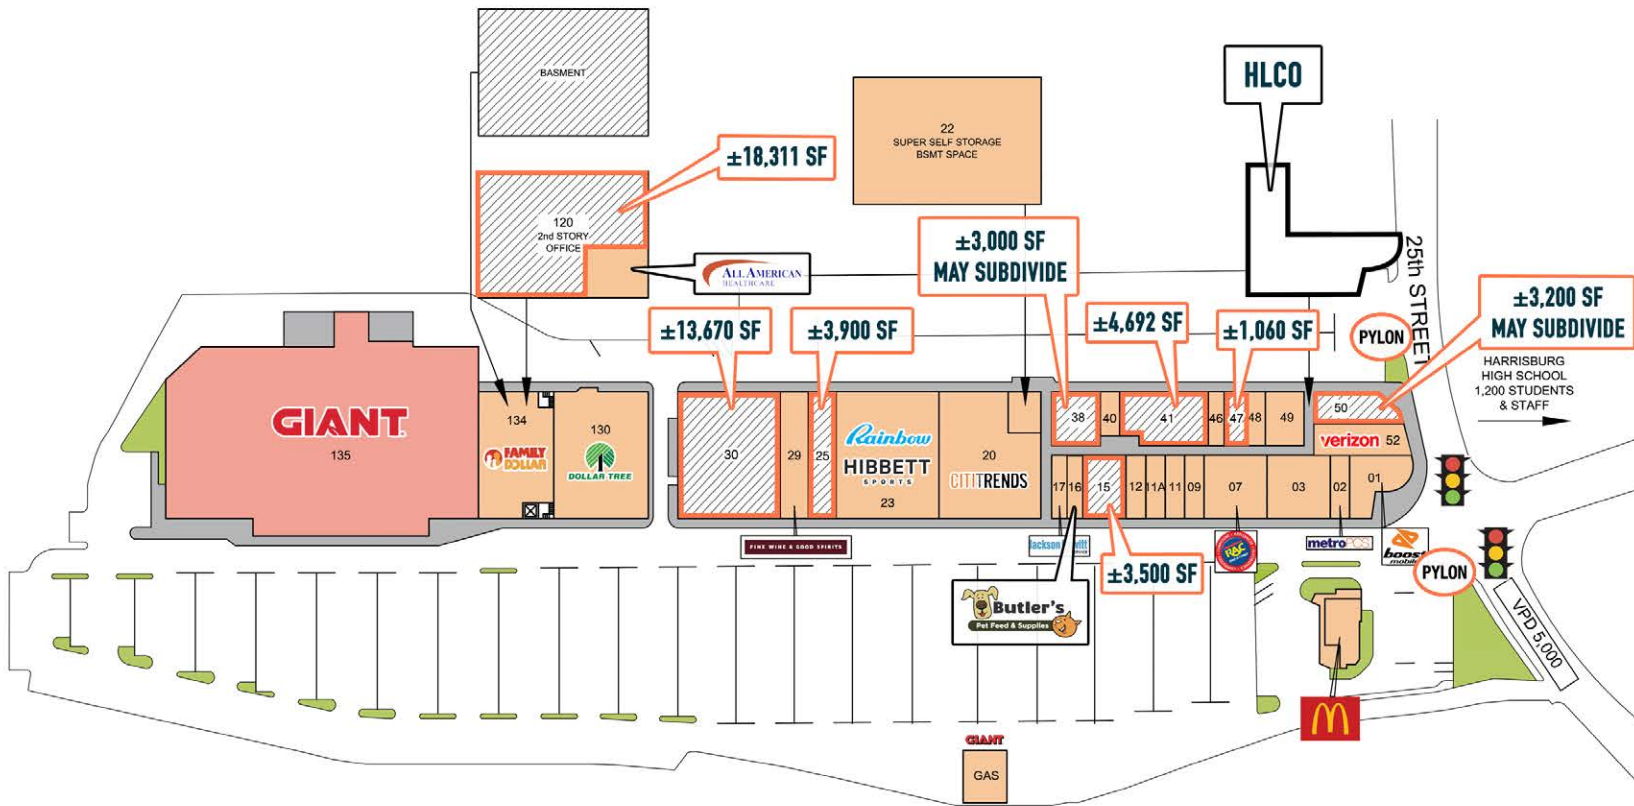 BASMENT
HLCO
22
SUPER SELF STORAGE
BSMT SPACE
±18,311 SF
120
2nd STORY
OFFICE
ALL AMERICAN
HEALTHCARE
±3,000 SF
MAY SUBDIVIDE
25th STREET
±3,200 SF
MAY SUBDIVIDE
±13,670 SF
±3,900 SF
±4,692 SF
±1,060 SF
PYLON
HARRISBURG
HIGH SCHOOL
1,200 STUDENTS
& STAFF
GIANT
135
134
FAMILY
DOLLAR
130
DOLLAR TREE
30
29
25
Rainbow
HIBBETT
SPORTS
23
20
CITITRENDS
38
40
41
46
47
48
49
50
verizon
52
17
16
15
12
11A
11
09
07
03
02
01
FINE WINE & GOOD SPIRITS
Jackson
RAC
metroPCS
boost
mobile
PYLON
±3,500 SF
Butler's
Pet Feed & Supplies
VPD 5,000
GIANT
GAS